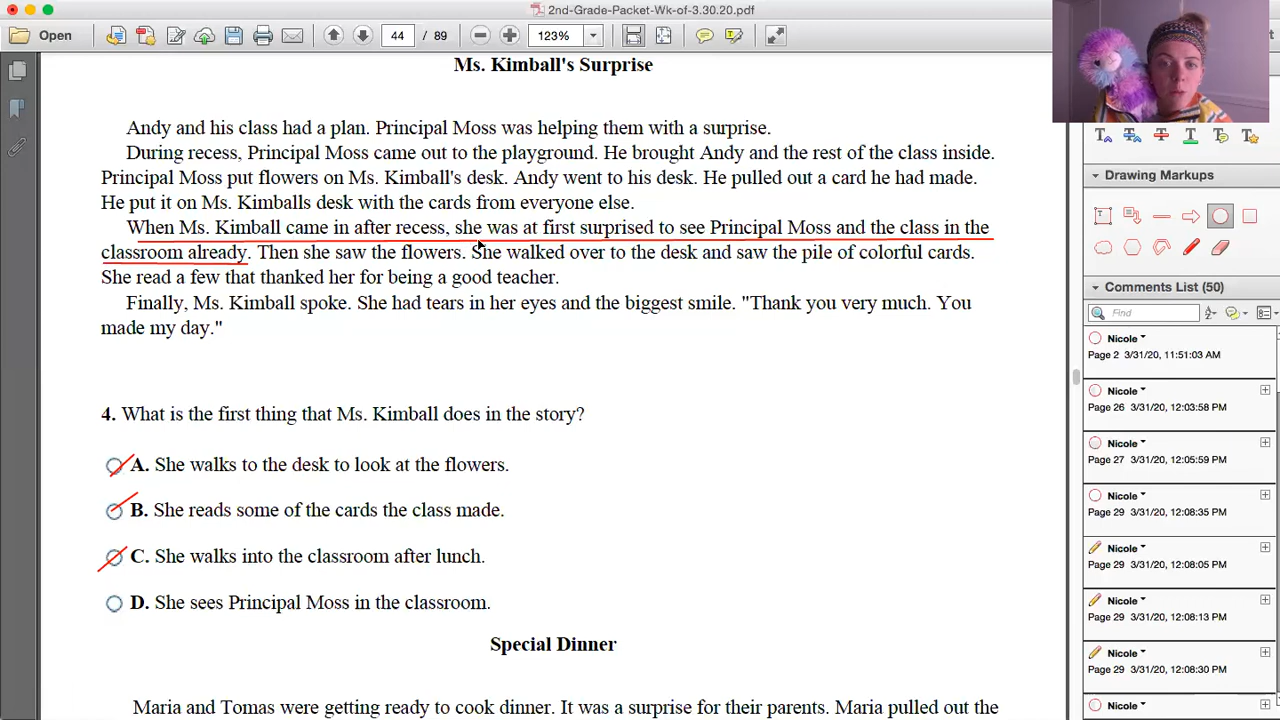 2nd-Grade-Packet-Wk-of-3.30.20.pdf
Open
44
/ 89
123%
Ms. Kimball's Surprise
Andy and his class had a plan. Principal Moss was helping them with a surprise.
During recess, Principal Moss came out to the playground. He brought Andy and the rest of the class inside.
Principal Moss put flowers on Ms. Kimball's desk. Andy went to his desk. He pulled out a card he had made.
He put it on Ms. Kimballs desk with the cards from everyone else.
When Ms. Kimball came in after recess, she was at first surprised to see Principal Moss and the class in the
classroom already. Then she saw the flowers. She walked over to the desk and saw the pile of colorful cards.
She read a few that thanked her for being a good teacher.
Finally, Ms. Kimball spoke. She had tears in her eyes and the biggest smile. "Thank you very much. You
made my day."
4. What is the first thing that Ms. Kimball does in the story?
A. She walks to the desk to look at the flowers.
B. She reads some of the cards the class made.
C. She walks into the classroom after lunch.
D. She sees Principal Moss in the classroom.
Special Dinner
Maria and Tomas were getting ready to cook dinner. It was a surprise for their parents. Maria pulled out the
Drawing Markups
Comments List (50)
Find
Nicole
Page 2 3/31/20, 11:51:03 AM
Nicole
Page 26 3/31/20, 12:03:58 PM
Nicole
Page 27 3/31/20, 12:05:59 PM
Nicole
Page 29 3/31/20, 12:08:35 PM
Nicole
Page 29 3/31/20, 12:08:05 PM
Nicole
Page 29 3/31/20, 12:08:13 PM
Nicole
Page 29 3/31/20, 12:08:30 PM
Nicole